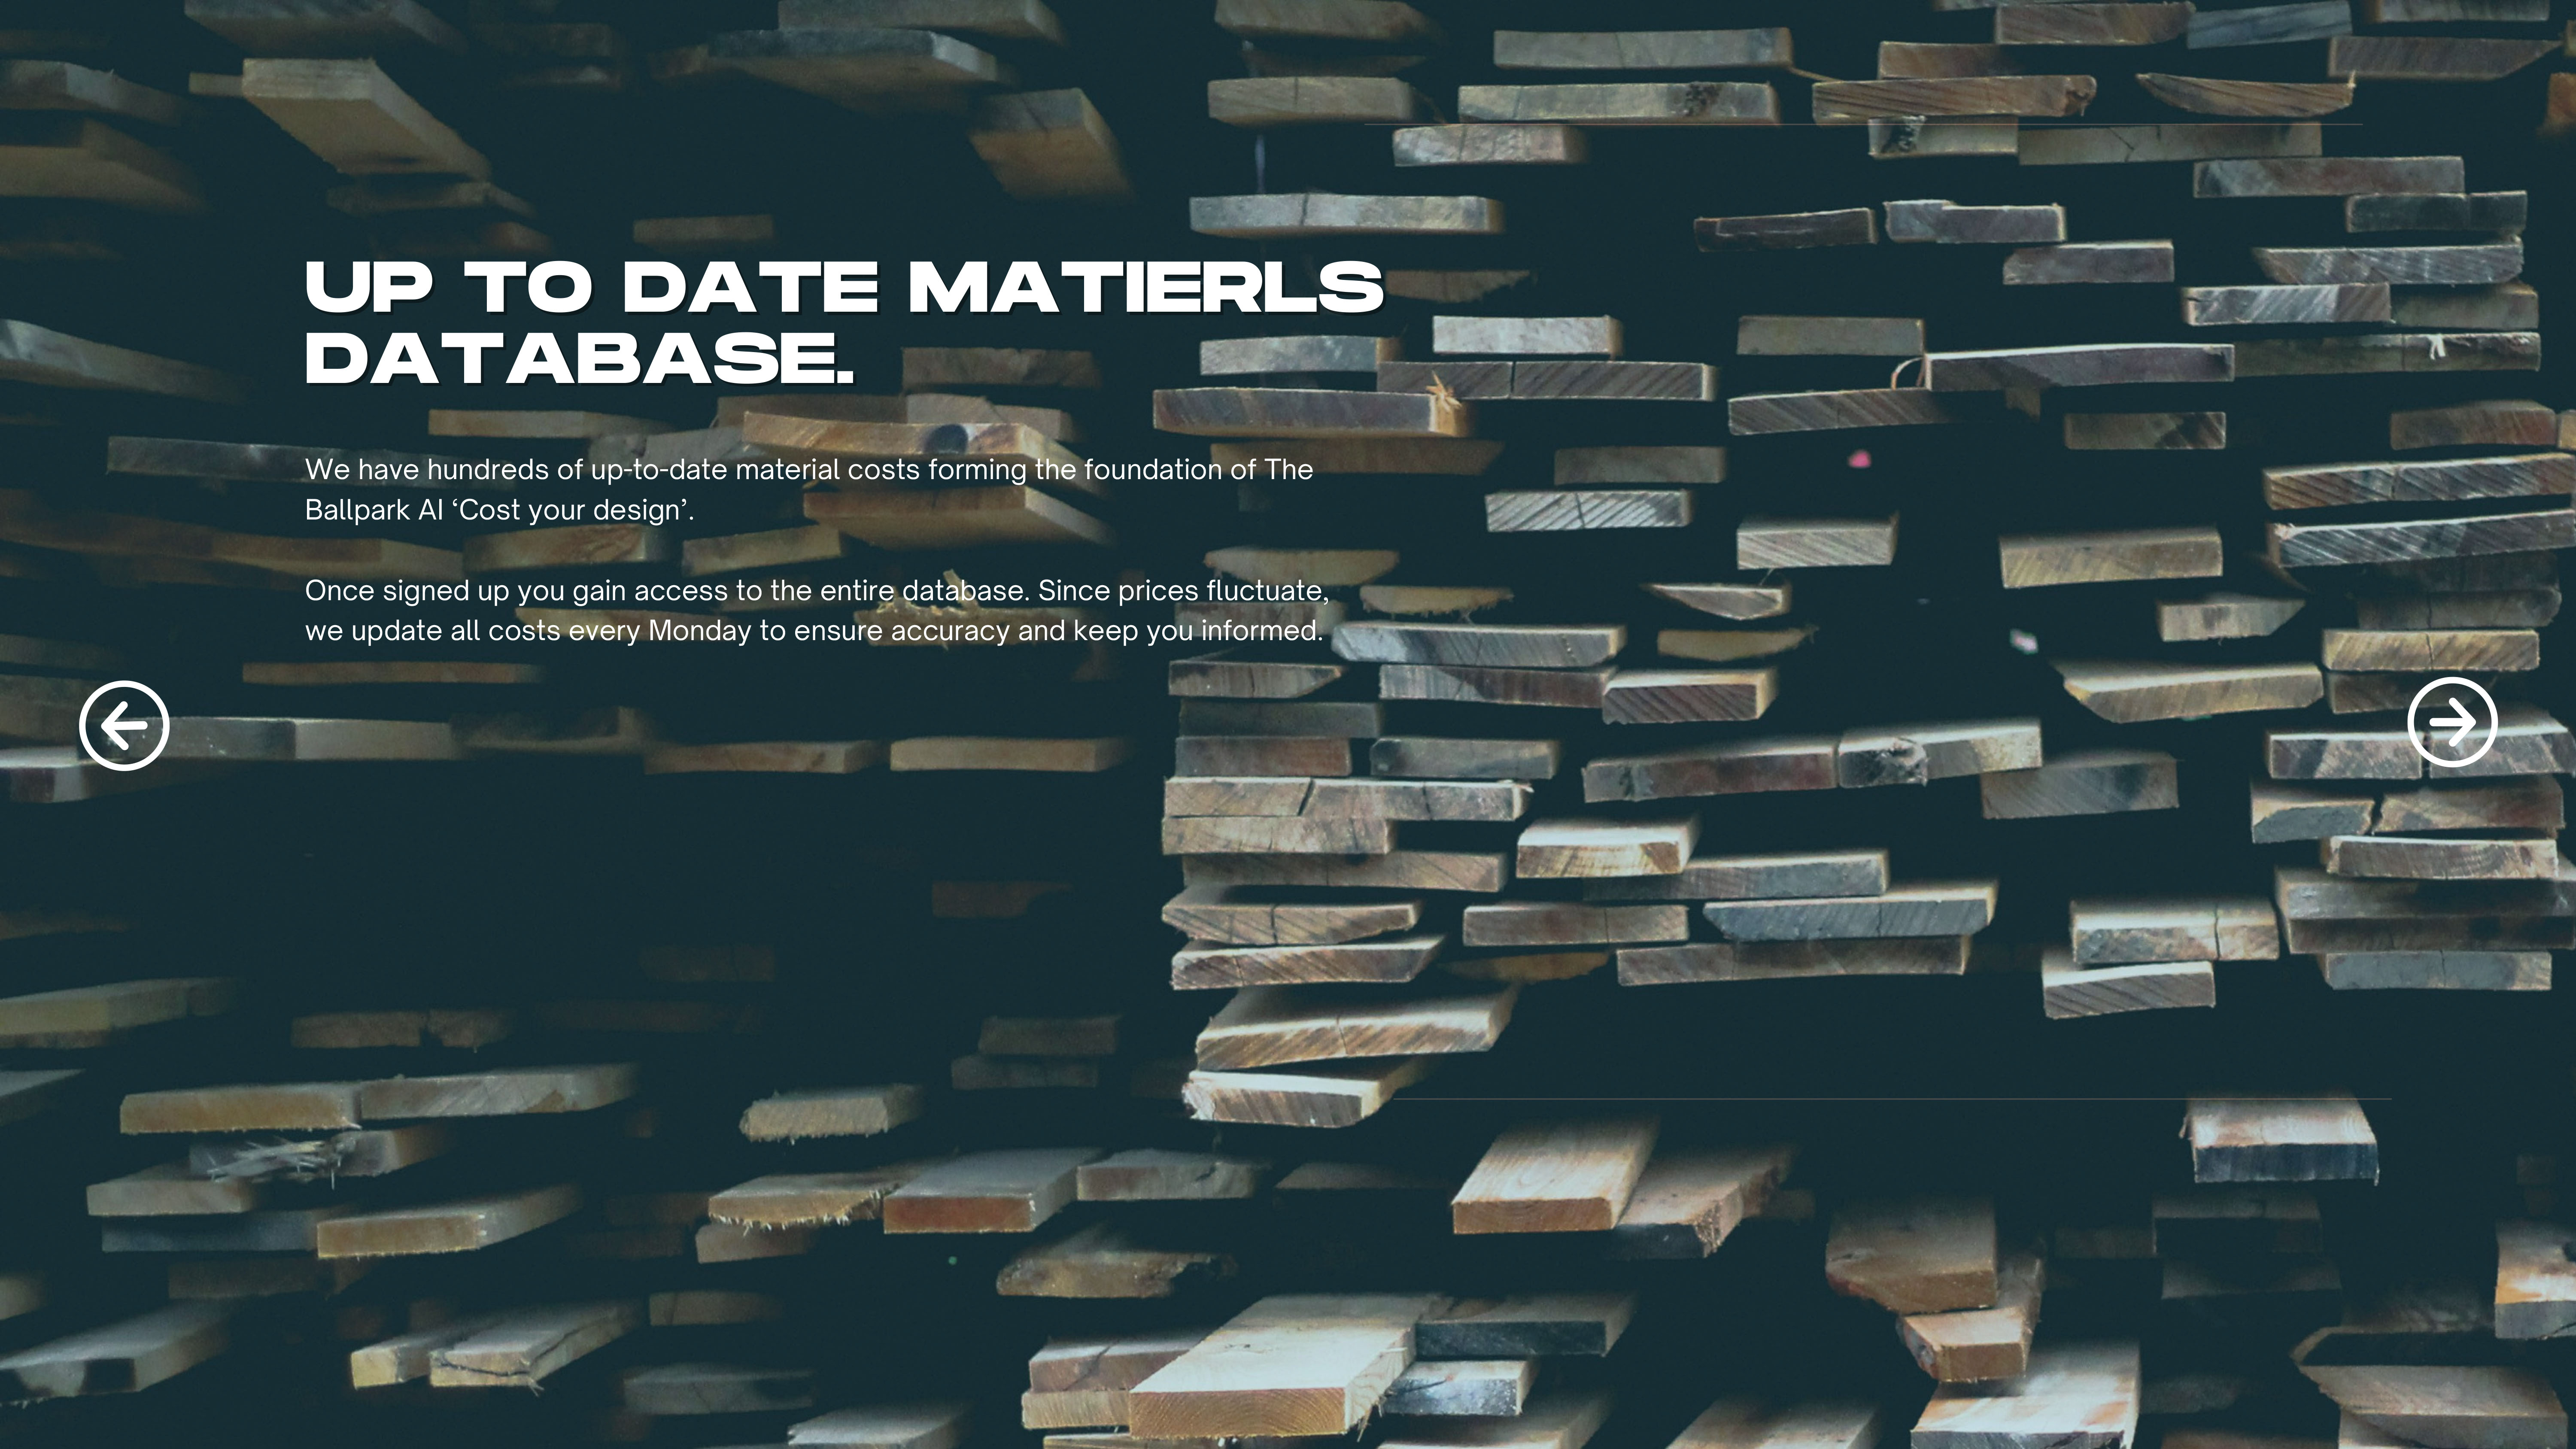 UP TO DATE MATIERLS
DATABASE.
We have hundreds of up-to-date material costs forming the foundation of The
Ballpark AI ‘Cost your design’.
Once signed up you gain access to the entire database. Since prices fluctuate,
we update all costs every Monday to ensure accuracy and keep you informed.